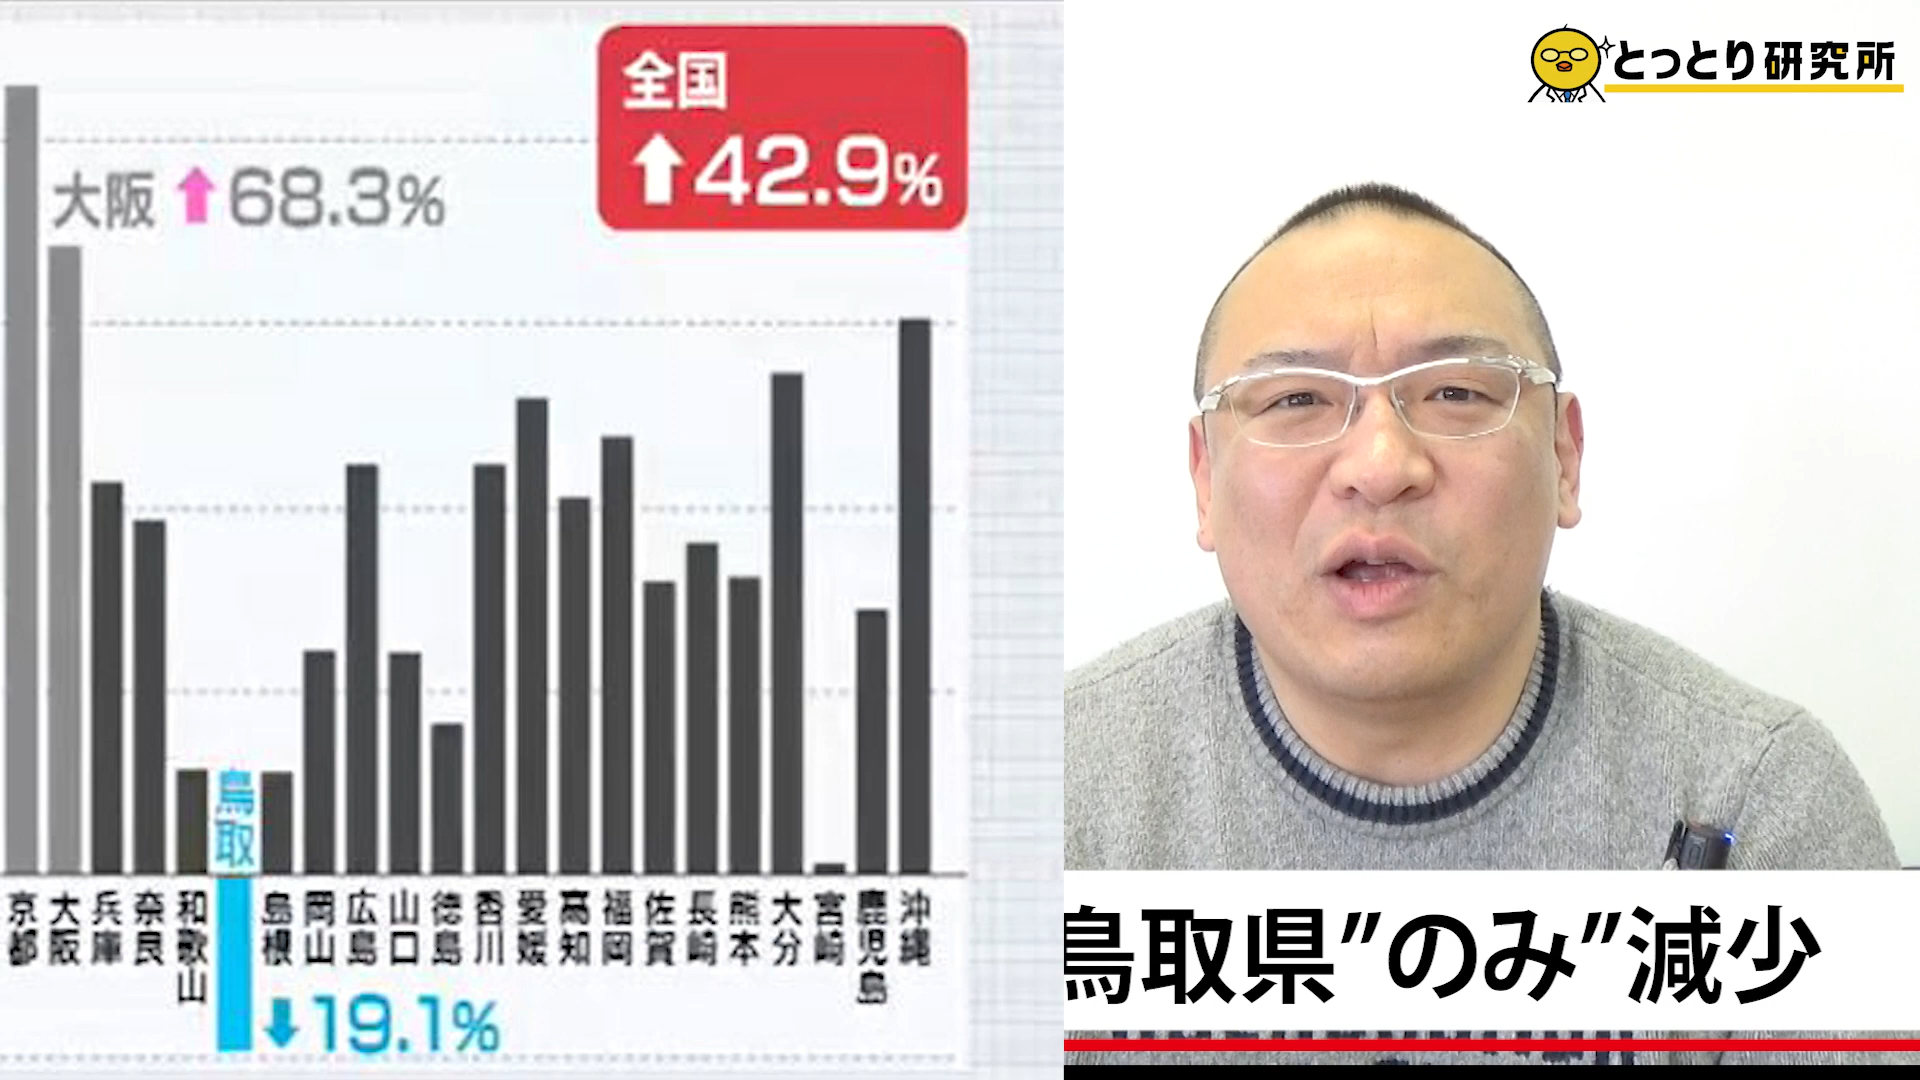 全国
↑42.9%
大阪 ↑68.3%
鳥取
京都 大阪 兵庫 奈良 和歌山 島根 岡山 広島 山口 徳島 香川 愛媛 高知 福岡 佐賀 長崎 熊本 大分 宮崎 鹿児島 沖縄
↓19.1%
とっとり研究所
鳥取県”のみ”減少